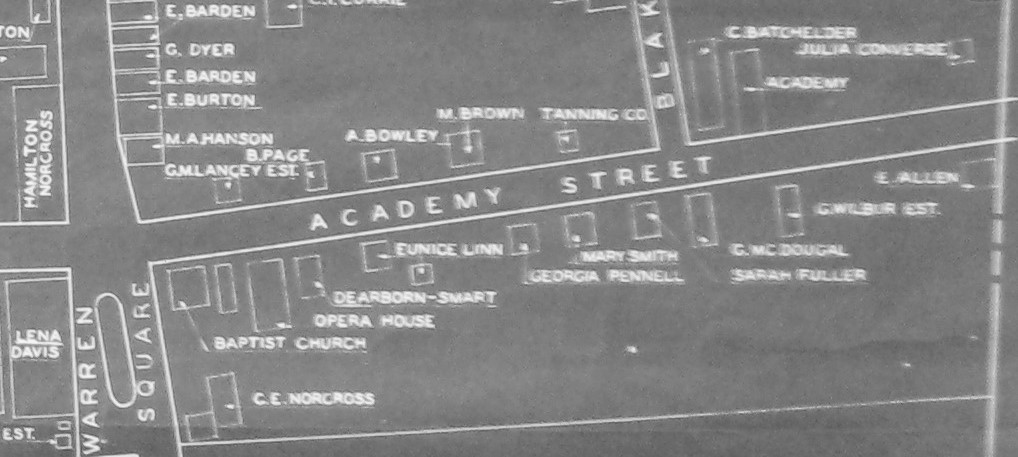 E. BARDEN
C. BATCHELDER
JULIA CONVERSE
G. DYER
E. BARDEN
ACADEMY
E. BURTON
M. BROWN
TANNING CO.
HAMILTON
NORCROSS
M.A. HANSON
A. BOWLEY
B. PAGE
G.M. LANCEY EST.
ACADEMY STREET
E. ALLEN
G. WILBUR EST.
EUNICE LINN
MARY SMITH
G. MC DOUGAL
GEORGIA PENNELL
SARAH FULLER
DEARBORN-SMART
OPERA HOUSE
BAPTIST CHURCH
LENA
DAVIS
WARREN
SQUARE
C.E. NORCROSS
EST.